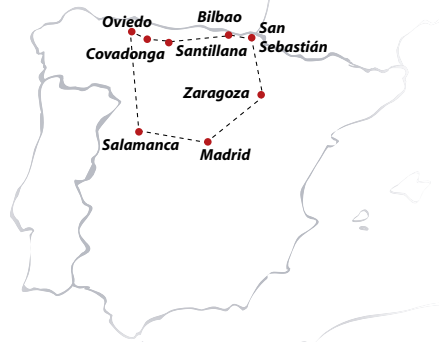 Oviedo
Bilbao
San
Sebastián
Covadonga
Santillana
Zaragoza
Salamanca
Madrid